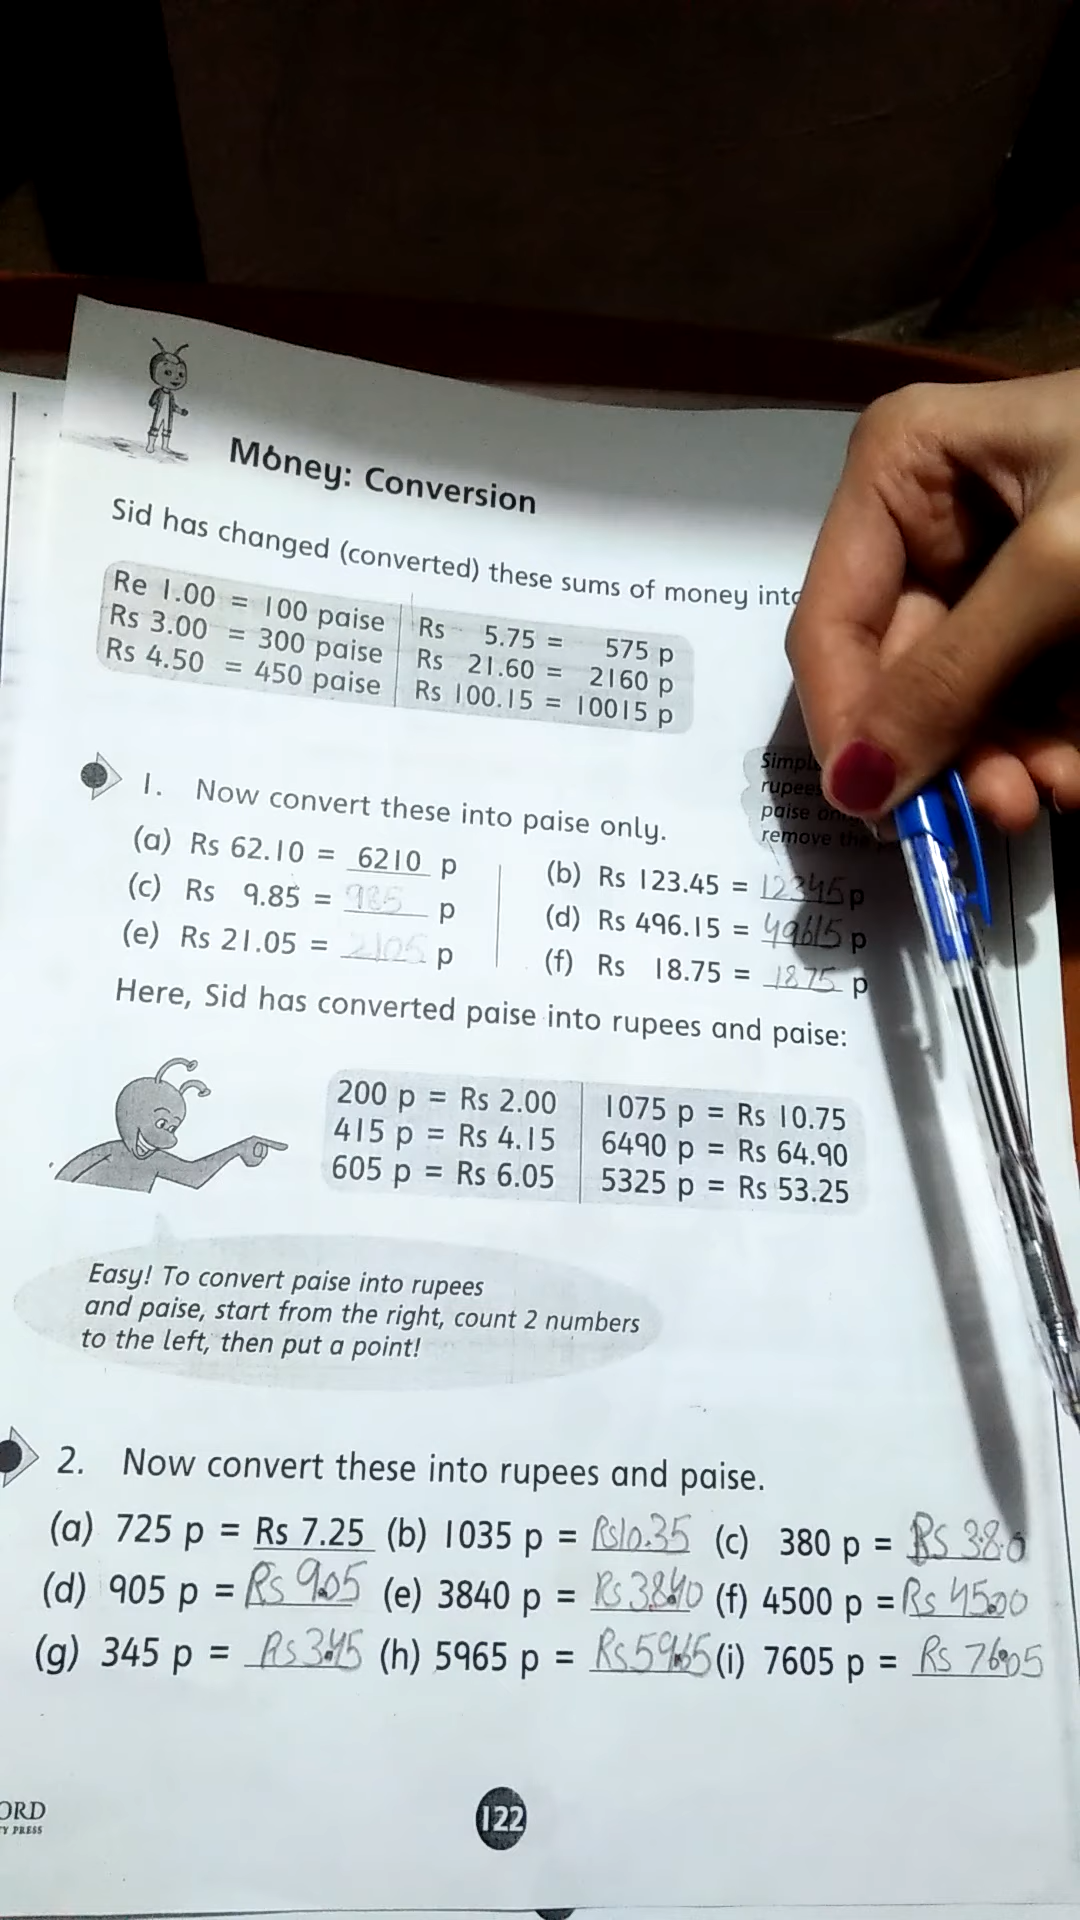 Money: Conversion
Sid has changed (converted) these sums of money into
Re 1.00 = 100 paise
Rs 3.00 = 300 paise
Rs 4.50 = 450 paise
Rs 5.75 = 575 p
Rs 21.60 = 2160 p
Rs 100.15 = 10015 p
rupees
paise
remove the
1. Now convert these into paise only.
(a) Rs 62.10 = 6210 p
(b) Rs 123.45 = 12345 p
(c) Rs 9.85 = 985 p
(d) Rs 496.15 = 49615 p
(e) Rs 21.05 = 2105 p
(f) Rs 18.75 = 1875 p
Here, Sid has converted paise into rupees and paise:
200 p = Rs 2.00
415 p = Rs 4.15
605 p = Rs 6.05
1075 p = Rs 10.75
6490 p = Rs 64.90
5325 p = Rs 53.25
Easy! To convert paise into rupees
and paise, start from the right, count 2 numbers
to the left, then put a point!
2. Now convert these into rupees and paise.
(a) 725 p = Rs 7.25 (b) 1035 p = Rs10.35 (c) 380 p = Rs 3.80
(d) 905 p = Rs 9.05 (e) 3840 p = Rs 38.40 (f) 4500 p = Rs 45.00
(g) 345 p = Rs 3.45 (h) 5965 p = Rs 59.65 (i) 7605 p = Rs 76.05
122
PRESS